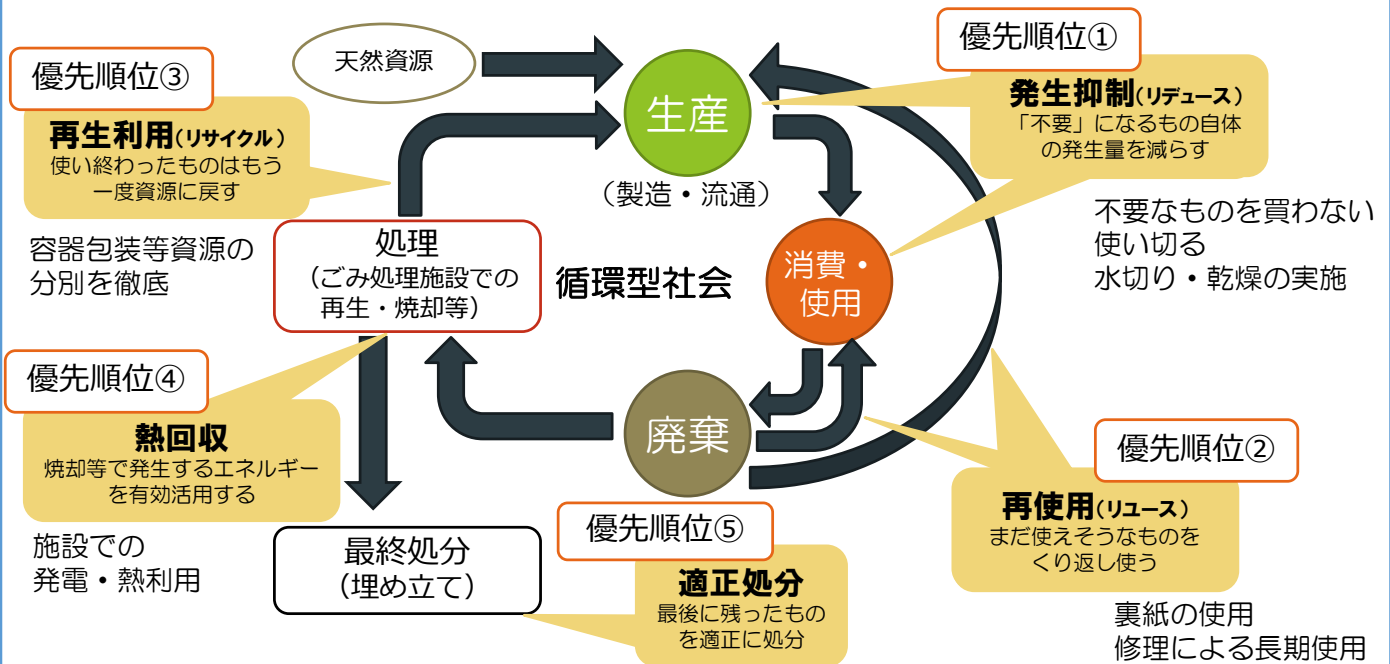 天然資源
優先順位①
発生抑制(リデュース)
「不要」になるもの自体
の発生量を減らす
不要なものを買わない
使い切る
水切り・乾燥の実施
優先順位③
再生利用(リサイクル)
使い終わったものはもう
一度資源に戻す
容器包装等資源の
分別を徹底
生産
(製造・流通)
処理
(ごみ処理施設での
再生・焼却等)
循環型社会
消費・
使用
優先順位④
熱回収
焼却等で発生するエネルギー
を有効活用する
施設での
発電・熱利用
廃棄
優先順位②
再使用(リユース)
まだ使えそうなものを
くり返し使う
裏紙の使用
修理による長期使用
最終処分
(埋め立て)
優先順位⑤
適正処分
最後に残ったもの
を適正に処分